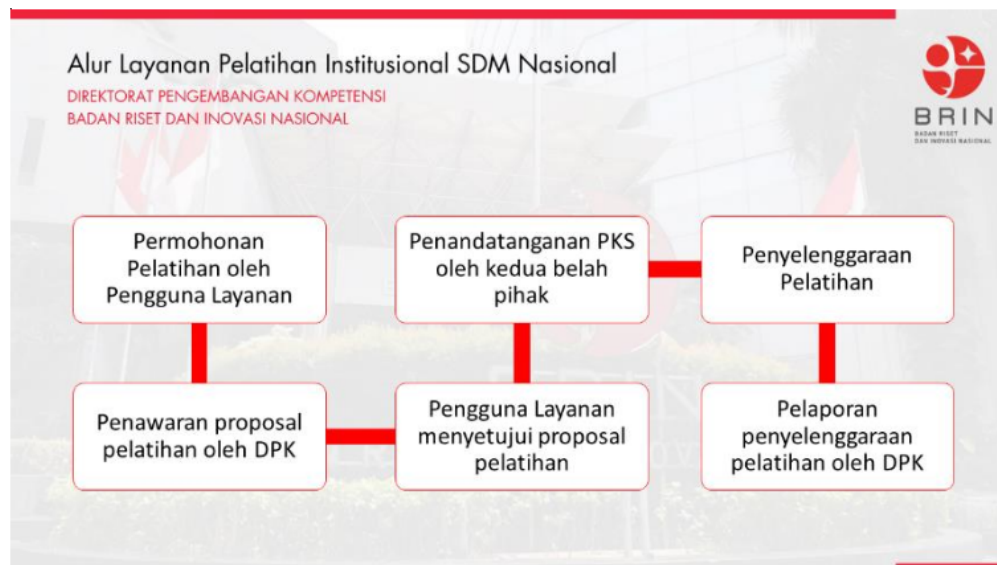 Alur Layanan Pelatihan Institusional SDM Nasional
DIREKTORAT PENGEMBANGAN KOMPETENSI
BADAN RISET DAN INOVASI NASIONAL
BRIN
BADAN RISET
DAN INOVASI NASIONAL
Permohonan
Pelatihan oleh
Pengguna Layanan
Penawaran proposal
pelatihan oleh DPK
Pengguna Layanan
menyetujui proposal
pelatihan
Penandatanganan PKS
oleh kedua belah
pihak
Penyelenggaraan
Pelatihan
Pelaporan
penyelenggaraan
pelatihan oleh DPK